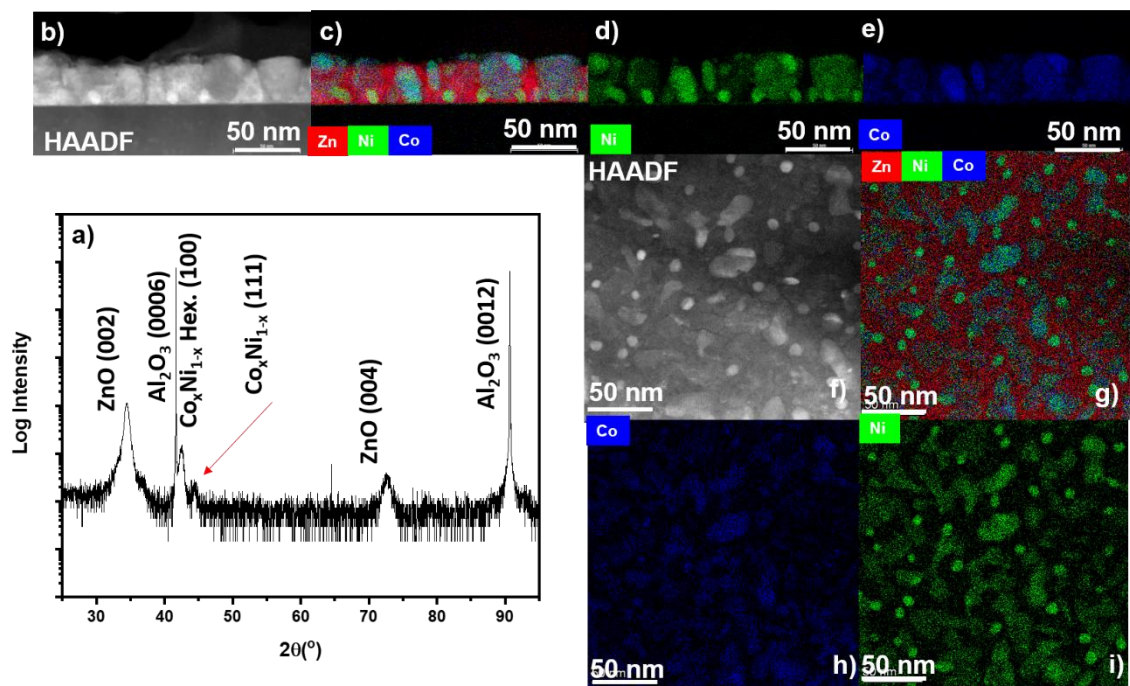 b)
HAADF
50 nm
c)
Zn Ni Co
50 nm
d)
Ni
50 nm
e)
Co
50 nm
a)
ZnO (002)
Al₂O₃ (0006)
CoₓNi₁₋ₓ Hex. (100)
CoₓNi₁₋ₓ (111)
ZnO (004)
Al₂O₃ (0012)
Log Intensity
30 40 50 60 70 80 90
2θ(º)
HAADF
50 nm
f)
Zn Ni Co
50 nm
g)
Co
50 nm
h)
Ni
50 nm
i)